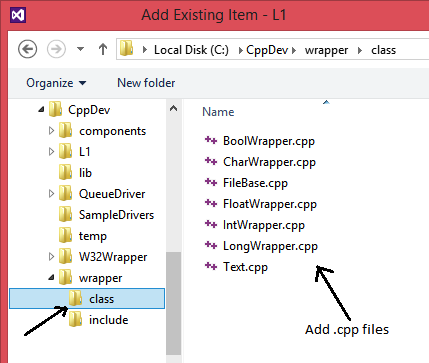 Add Existing Item - L1
Local Disk (C:) CppDev wrapper class
Organize New folder
CppDev
components
L1
lib
QueueDriver
SampleDrivers
temp
W32Wrapper
wrapper
class
include
Name
BoolWrapper.cpp
CharWrapper.cpp
FileBase.cpp
FloatWrapper.cpp
IntWrapper.cpp
LongWrapper.cpp
Text.cpp
Add .cpp files